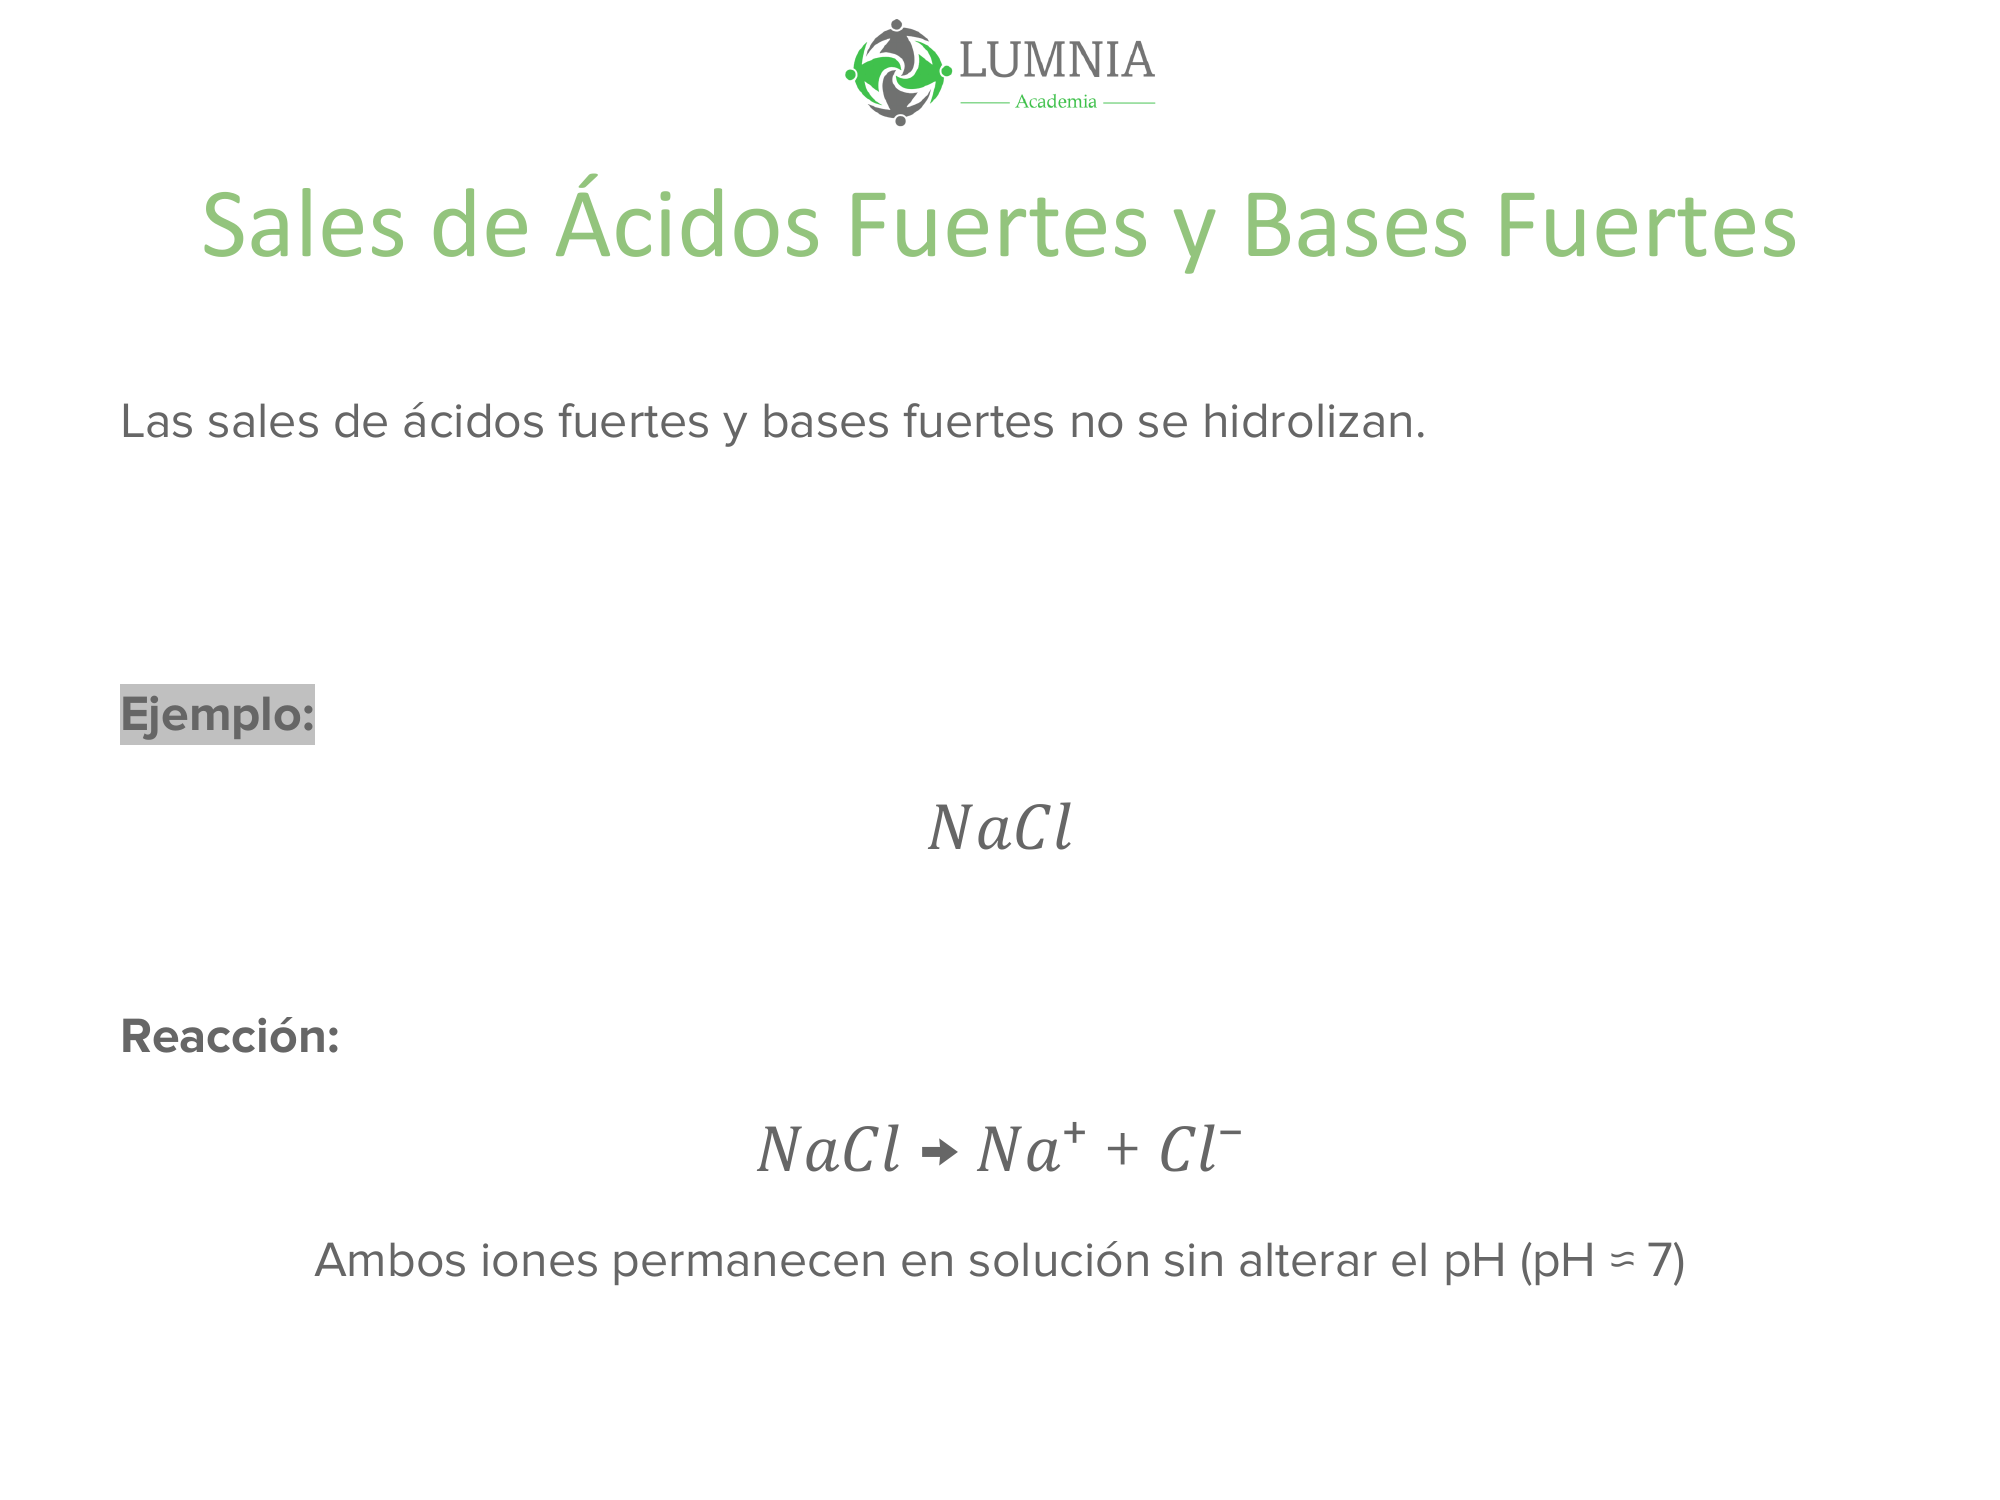 LUMNIA
Academia
Sales de Ácidos Fuertes y Bases Fuertes
Las sales de ácidos fuertes y bases fuertes no se hidrolizan.
Ejemplo:
NaCl
Reacción:
NaCl ➡ Na⁺ + Cl⁻
Ambos iones permanecen en solución sin alterar el pH (pH ≈ 7)